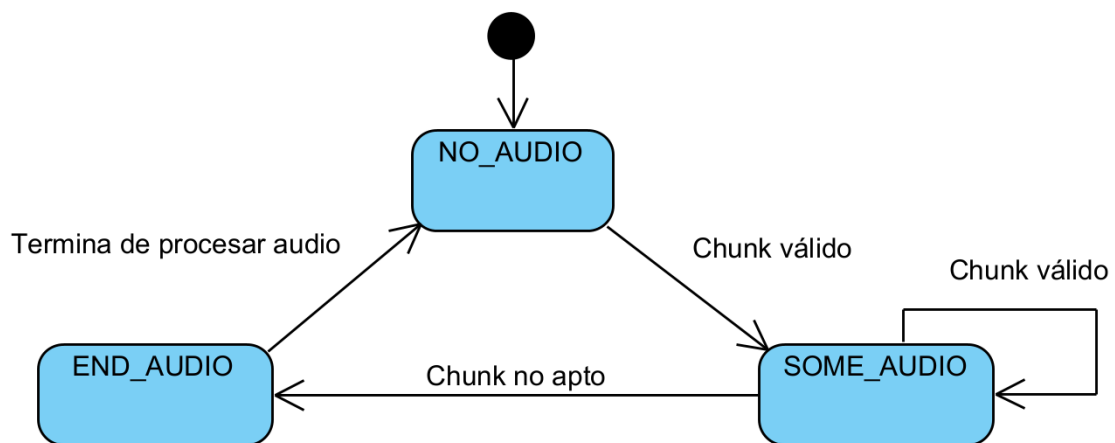 NO_AUDIO
Termina de procesar audio
Chunk válido
Chunk válido
END_AUDIO
Chunk no apto
SOME_AUDIO